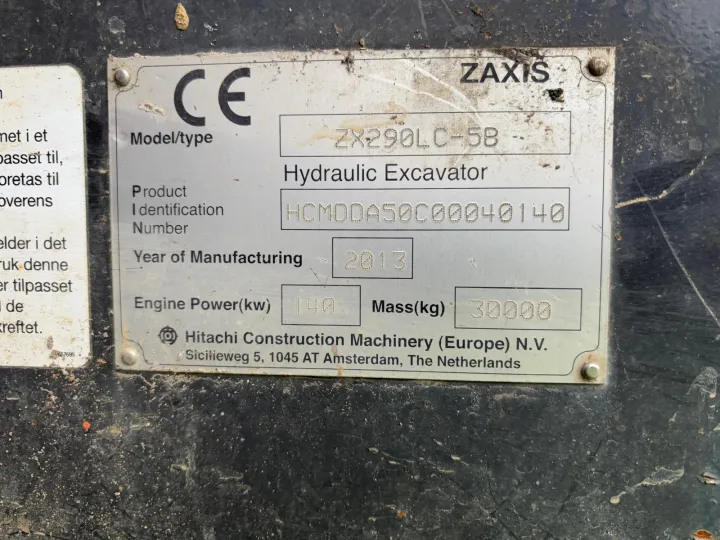 n
met i et
passet til,
oretas til
overens
elder i det
ruk denne
er tilpasset
i de
kreftet.
CE
ZAXIS
Model/type ZX290LC-5B
Hydraulic Excavator
Product
Identification
Number
HCMDDA50C00040140
Year of Manufacturing 2013
Engine Power(kw) 140 Mass(kg) 30000
Hitachi Construction Machinery (Europe) N.V.
Sicilieweg 5, 1045 AT Amsterdam, The Netherlands